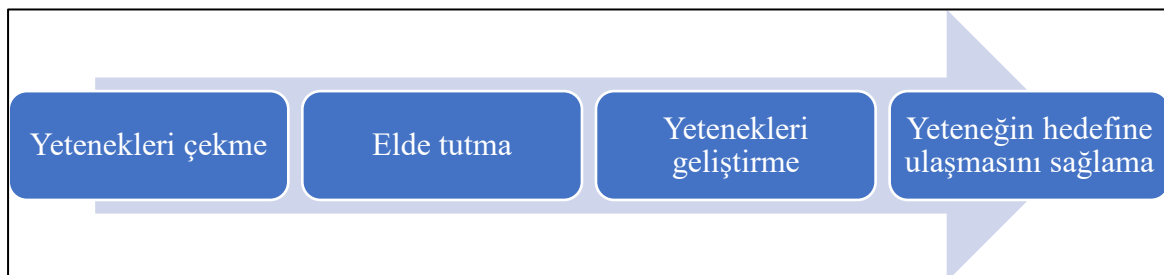 Yetenekleri çekme
Elde tutma
Yetenekleri
geliştirme
Yeteneğin hedefine
ulaşmasını sağlama